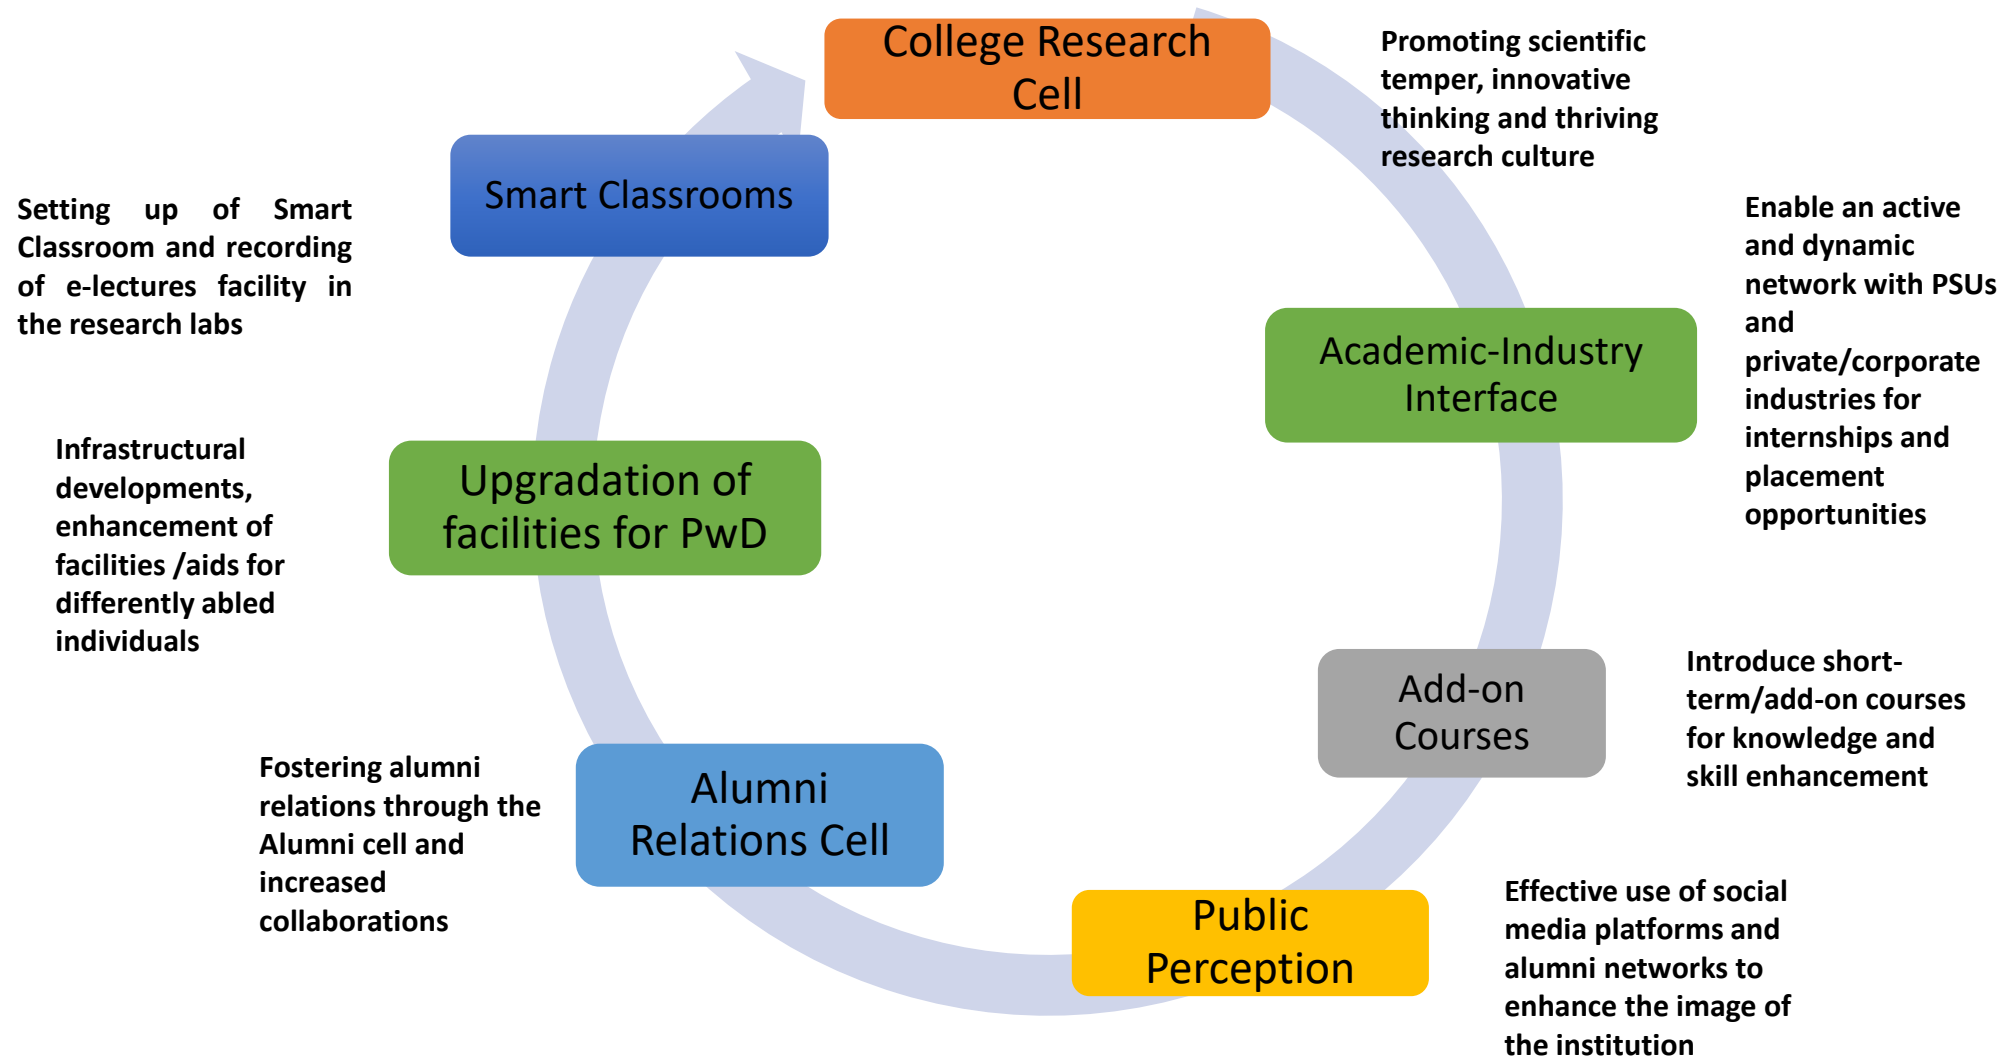 College Research
Cell
Promoting scientific
temper, innovative
thinking and thriving
research culture
Academic-Industry
Interface
Enable an active
and dynamic
network with PSUs
and
private/corporate
industries for
internships and
placement
opportunities
Add-on
Courses
Introduce short-
term/add-on courses
for knowledge and
skill enhancement
Public
Perception
Effective use of social
media platforms and
alumni networks to
enhance the image of
the institution
Alumni
Relations Cell
Fostering alumni
relations through the
Alumni cell and
increased
collaborations
Upgradation of
facilities for PwD
Infrastructural
developments,
enhancement of
facilities /aids for
differently abled
individuals
Smart Classrooms
Setting up of Smart
Classroom and recording
of e-lectures facility in
the research labs